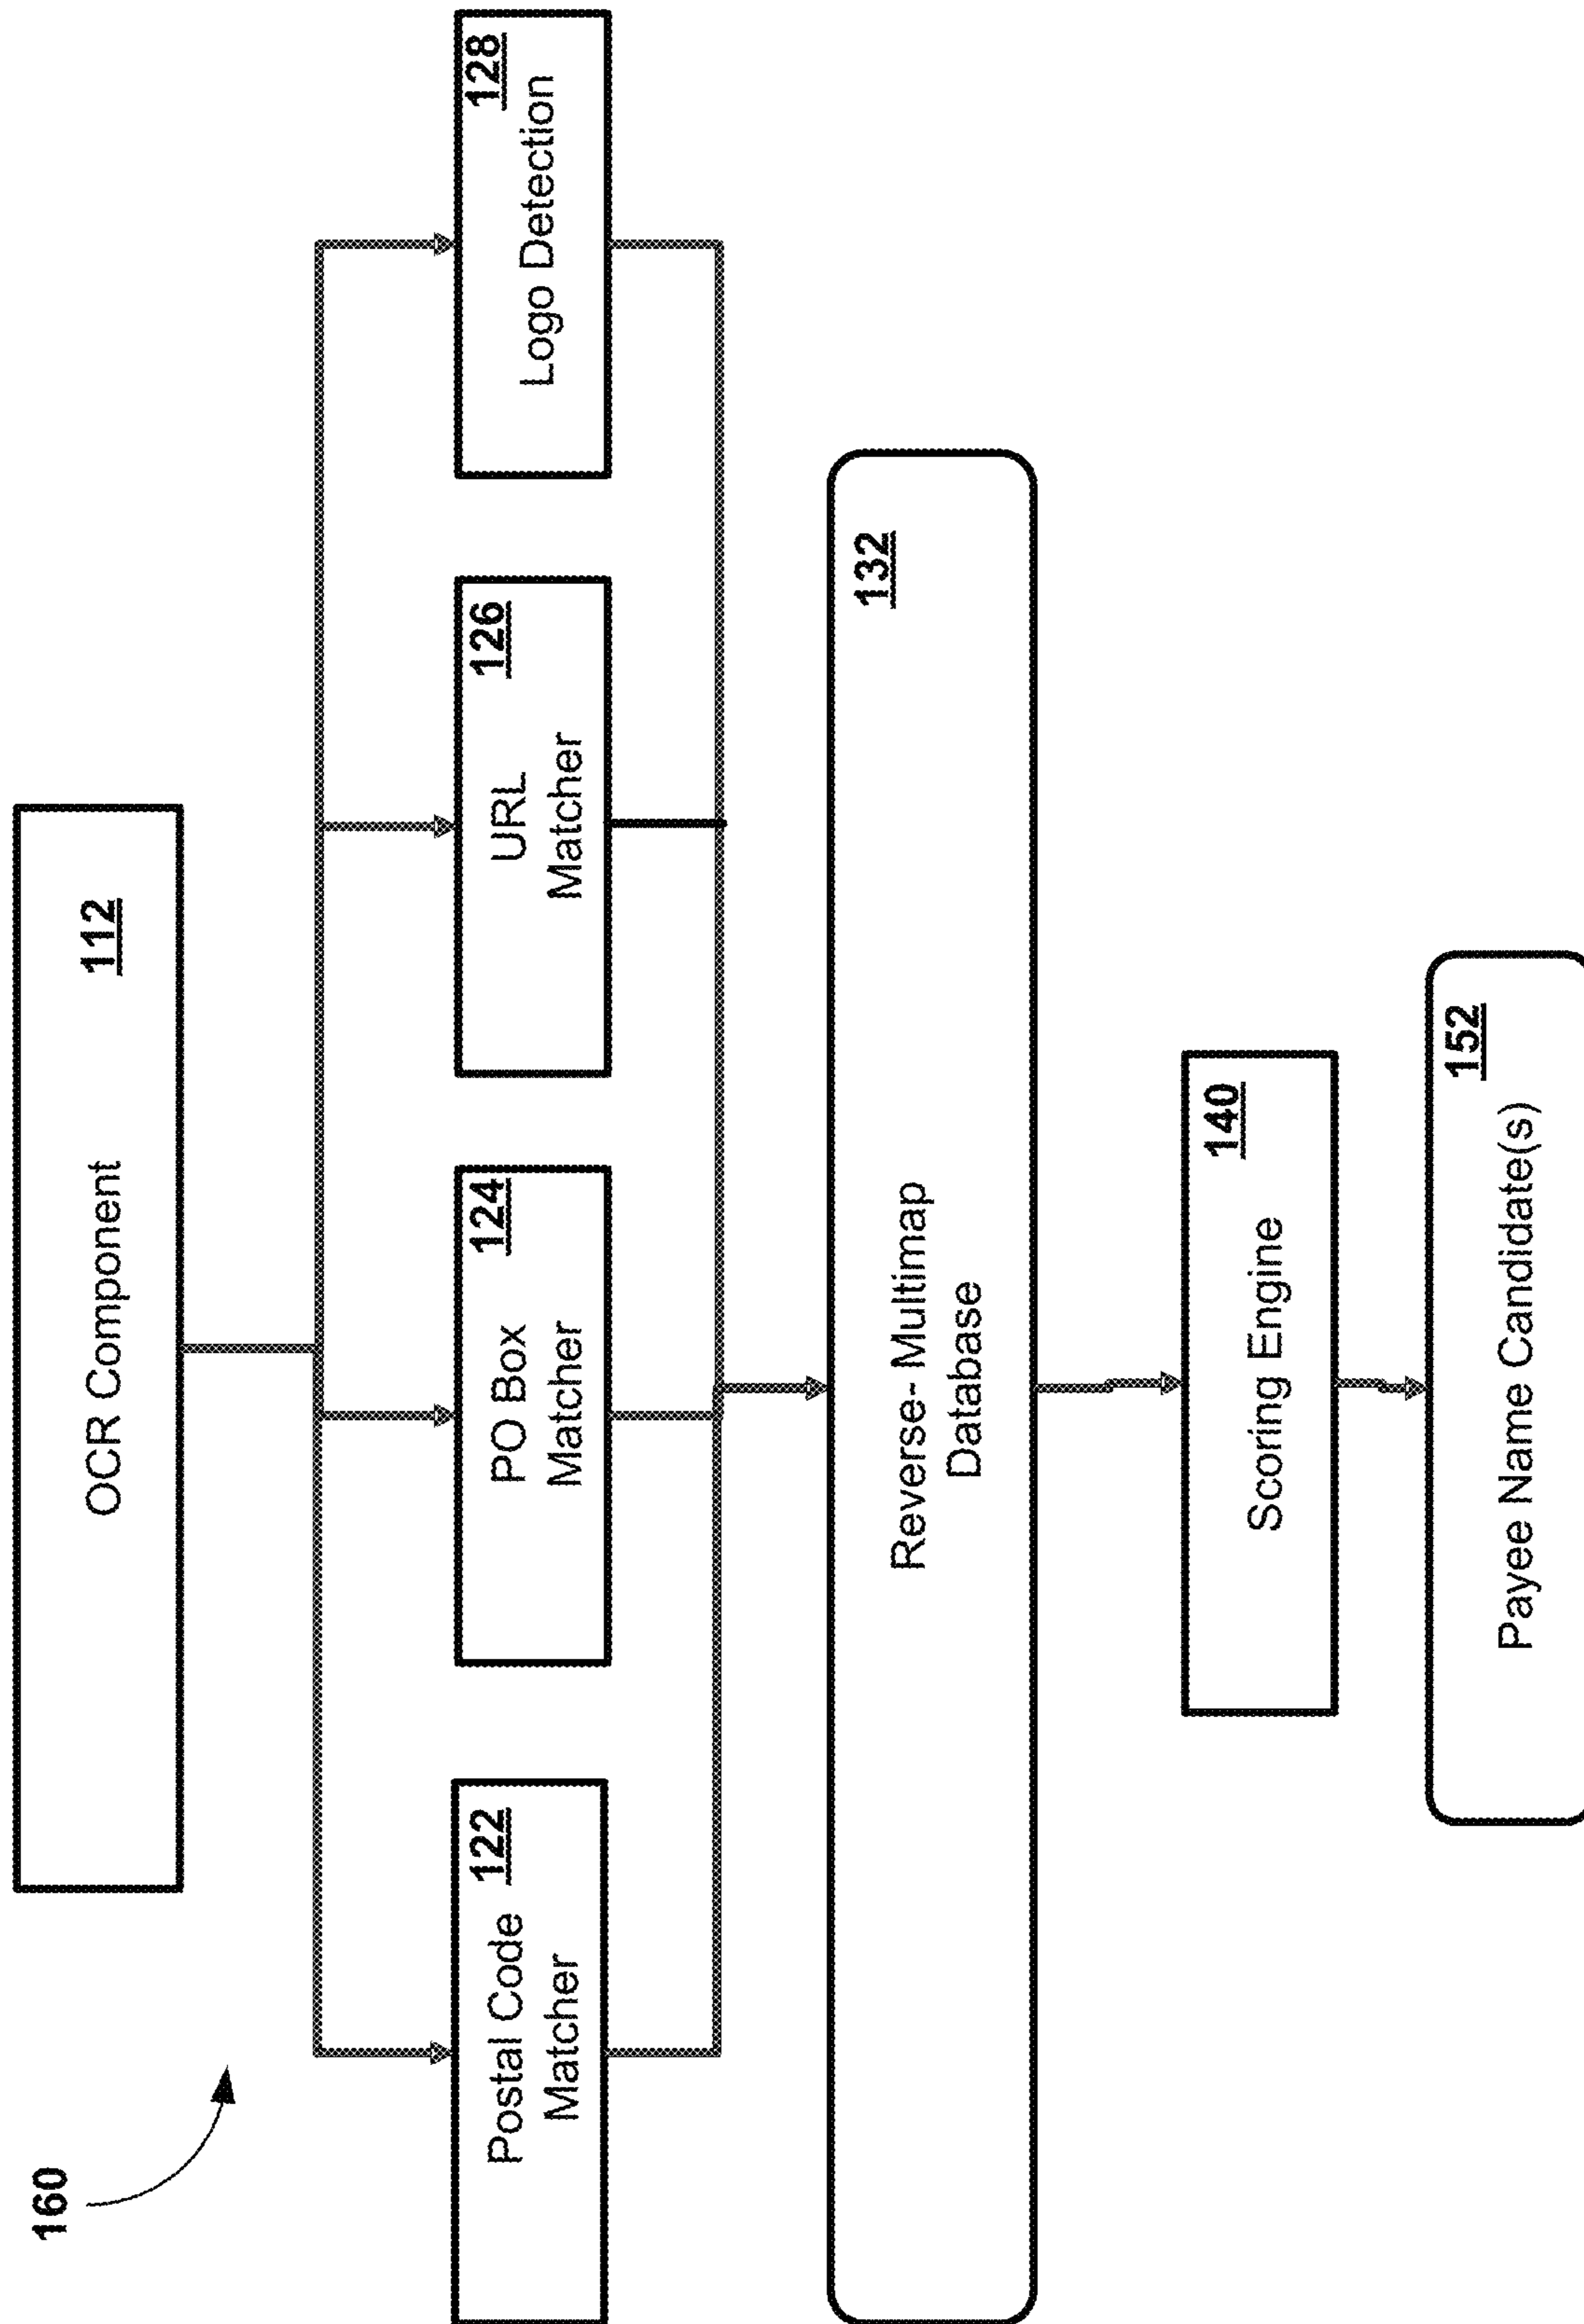 160
OCR Component
112
Postal Code
Matcher
122
PO Box
Matcher
124
URL
Matcher
126
Logo Detection
128
Reverse- Multimap
Database
132
Scoring Engine
140
Payee Name Candidate(s)
152